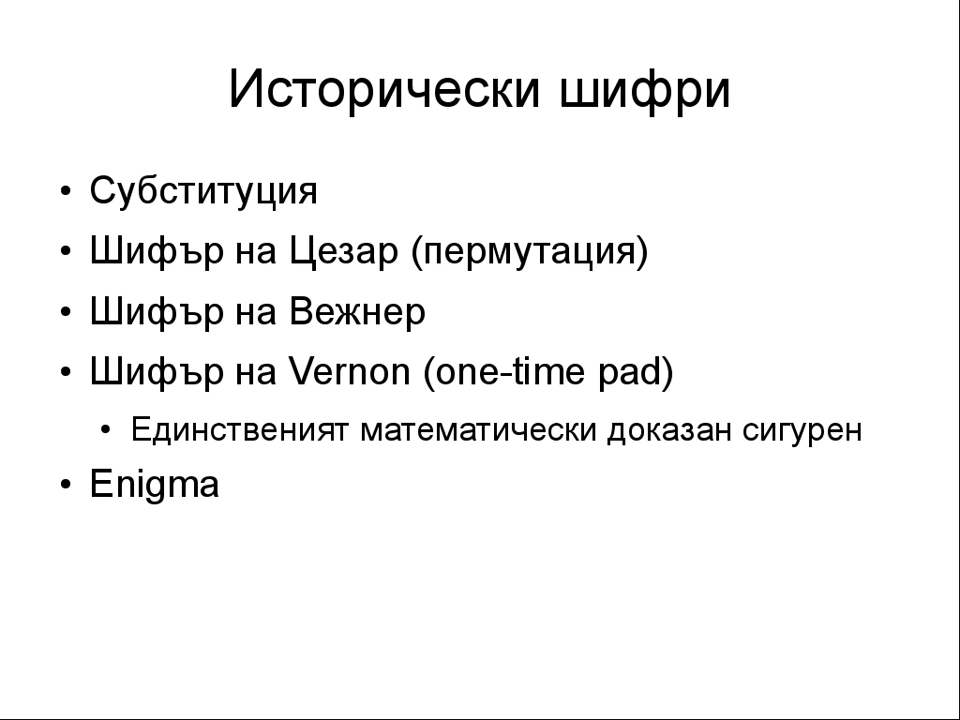 Исторически шифри
• Субституция
• Шифър на Цезар (пермутация)
• Шифър на Вежнер
• Шифър на Vernon (one-time pad)
• Единственият математически доказан сигурен
• Enigma